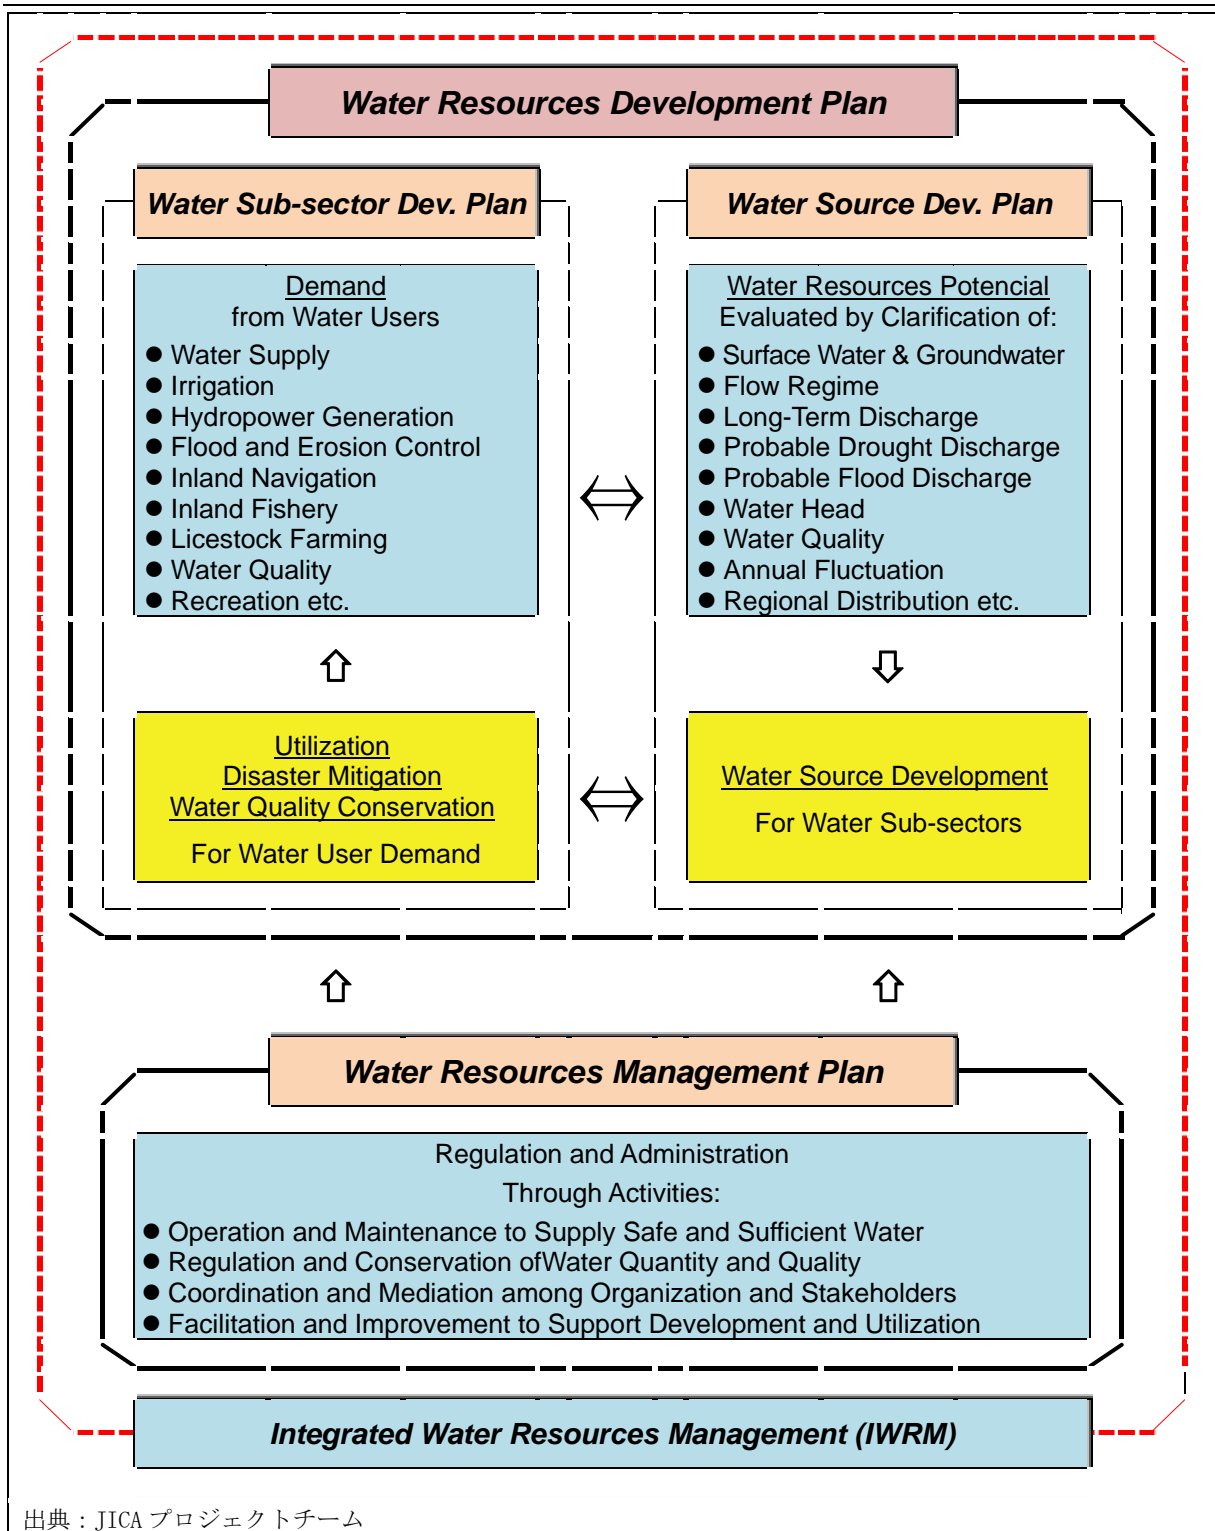 Water Resources Development Plan
Water Sub-sector Dev. Plan
Demand
from Water Users
● Water Supply
● Irrigation
● Hydropower Generation
● Flood and Erosion Control
● Inland Navigation
● Inland Fishery
● Licestock Farming
● Water Quality
● Recreation etc.
Utilization
Disaster Mitigation
Water Quality Conservation
For Water User Demand
Water Source Dev. Plan
Water Resources Potencial
Evaluated by Clarification of:
● Surface Water & Groundwater
● Flow Regime
● Long-Term Discharge
● Probable Drought Discharge
● Probable Flood Discharge
● Water Head
● Water Quality
● Annual Fluctuation
● Regional Distribution etc.
Water Source Development
For Water Sub-sectors
Water Resources Management Plan
Regulation and Administration
Through Activities:
● Operation and Maintenance to Supply Safe and Sufficient Water
● Regulation and Conservation ofWater Quantity and Quality
● Coordination and Mediation among Organization and Stakeholders
● Facilitation and Improvement to Support Development and Utilization
Integrated Water Resources Management (IWRM)
出典：JICA プロジェクトチーム